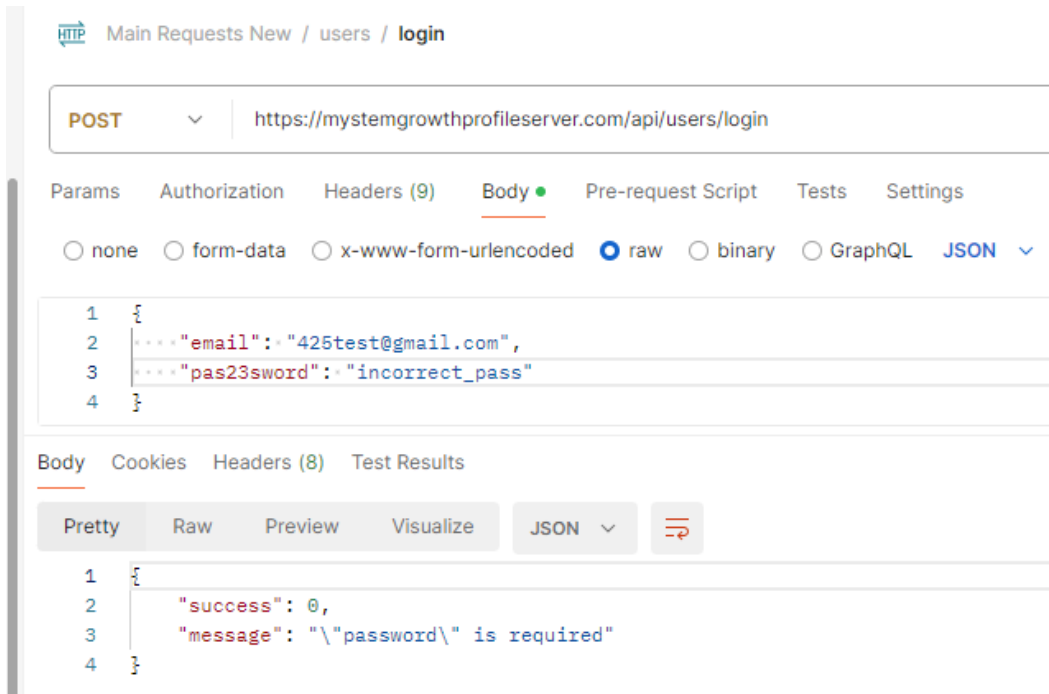 HTTP Main Requests New / users / login
POST https://mystemgrowthprofileserver.com/api/users/login
Params Authorization Headers (9) Body Pre-request Script Tests Settings
none form-data x-www-form-urlencoded raw binary GraphQL JSON
1 {
2 "email": "425test@gmail.com",
3 "pas23sword": "incorrect_pass"
4 }
Body Cookies Headers (8) Test Results
Pretty Raw Preview Visualize JSON
1 {
2 "success": 0,
3 "message": "\"password\" is required"
4 }